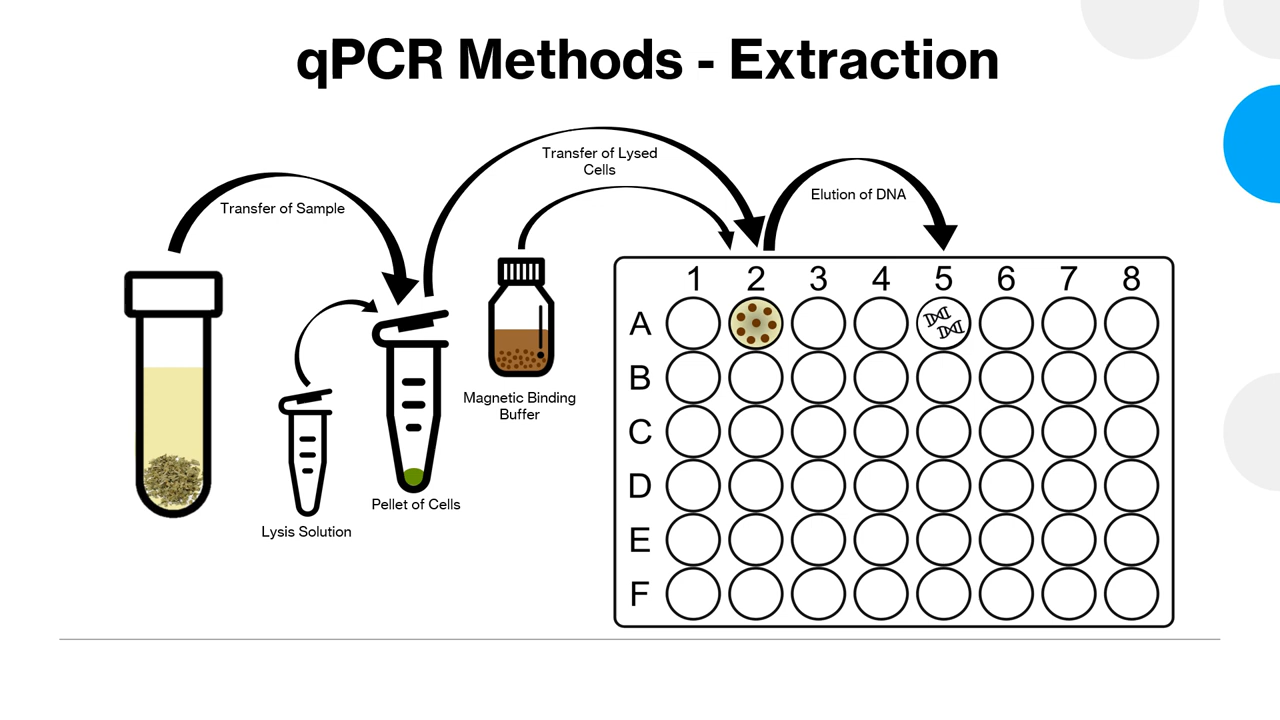 qPCR Methods - Extraction
Transfer of Sample
Transfer of Lysed
Cells
Elution of DNA
Lysis Solution
Pellet of Cells
Magnetic Binding
Buffer
1 2 3 4 5 6 7 8
A
B
C
D
E
F